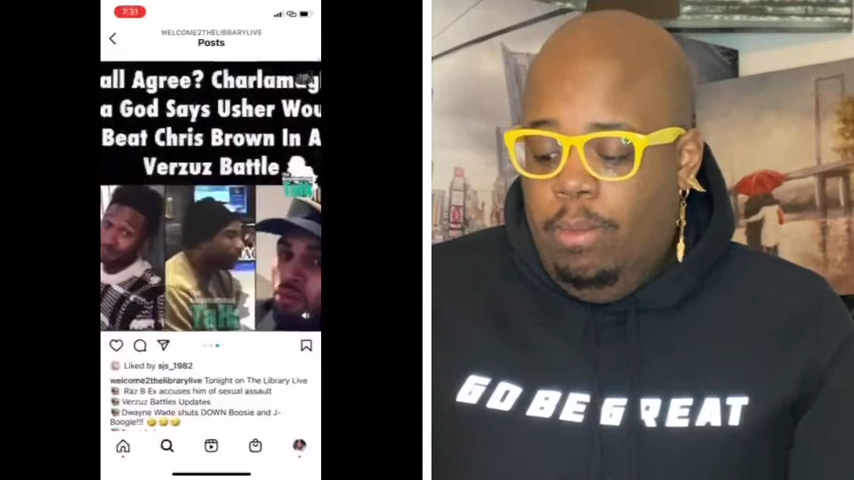 7:31
WELCOME2THELIBRARYLIVE
Posts
all Agree? Charlamag
a God Says Usher Wou
Beat Chris Brown In A
Verzuz Battle
Talk
Talk
Liked by sjs_1982
welcome2thelibrarylive Tonight on The Library Live
Raz B Ex accuses him of sexual assault
Verzuz Battles Updates
Dwayne Wade shuts DOWN Boosie and J-
Boogie!!! 🤣🤣🤣
GO BE GREAT